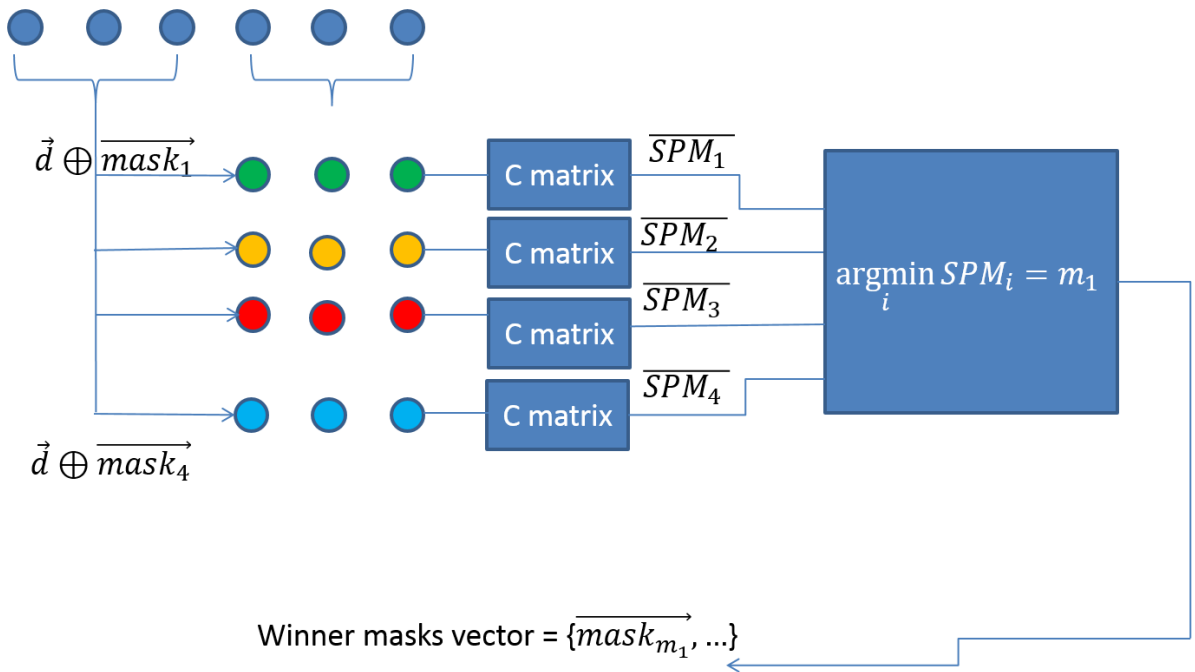 d⃗ ⊕ mask₁
C matrix
SPM₁
C matrix
SPM₂
C matrix
SPM₃
C matrix
SPM₄
argmin SPMᵢ = m₁
i
d⃗ ⊕ mask₄
Winner masks vector = {mask_m₁, ...}